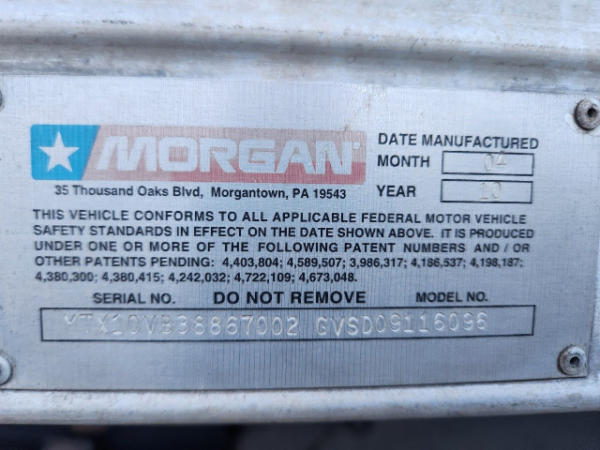 MORGAN
35 Thousand Oaks Blvd, Morgantown, PA 19543
DATE MANUFACTURED
MONTH 04
YEAR 10
THIS VEHICLE CONFORMS TO ALL APPLICABLE FEDERAL MOTOR VEHICLE
SAFETY STANDARDS IN EFFECT ON THE DATE SHOWN ABOVE. IT IS PRODUCED
UNDER ONE OR MORE OF THE FOLLOWING PATENT NUMBERS AND / OR
OTHER PATENTS PENDING: 4,403,804; 4,589,507; 3,986,317; 4,186,537; 4,198,187;
4,380,300; 4,380,415; 4,242,032; 4,722,109; 4,673,048.
SERIAL NO. DO NOT REMOVE MODEL NO.
MTX10VB38867002 GVSD09116096